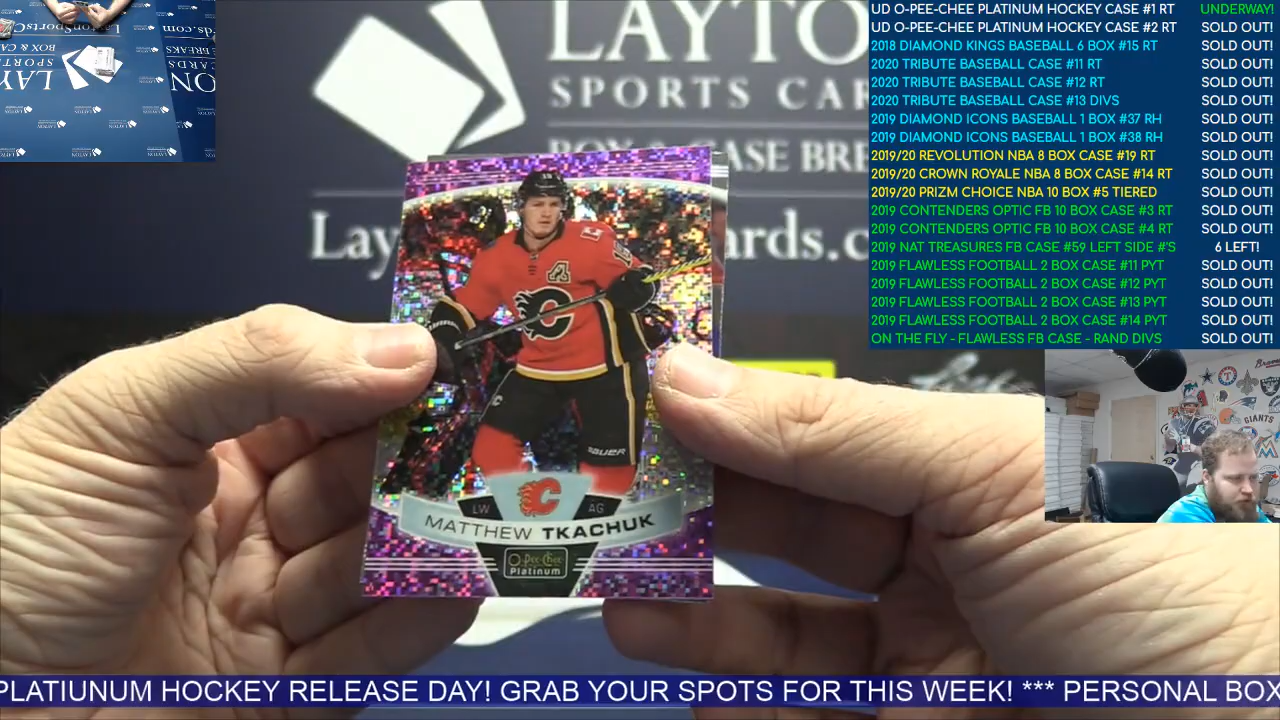 LAYTO
SPORTS CAR
BOX & CASE BRE
Lay
rds.c
UD O-PEE-CHEE PLATINUM HOCKEY CASE #1 RT UNDERWAY!
UD O-PEE-CHEE PLATINUM HOCKEY CASE #2 RT SOLD OUT!
2018 DIAMOND KINGS BASEBALL 6 BOX #15 RT SOLD OUT!
2020 TRIBUTE BASEBALL CASE #11 RT SOLD OUT!
2020 TRIBUTE BASEBALL CASE #12 RT SOLD OUT!
2020 TRIBUTE BASEBALL CASE #13 DIVS SOLD OUT!
2019 DIAMOND ICONS BASEBALL 1 BOX #37 RH SOLD OUT!
2019 DIAMOND ICONS BASEBALL 1 BOX #38 RH SOLD OUT!
2019/20 REVOLUTION NBA 8 BOX CASE #19 RT SOLD OUT!
2019/20 CROWN ROYALE NBA 8 BOX CASE #14 RT SOLD OUT!
2019/20 PRIZM CHOICE NBA 10 BOX #5 TIERED SOLD OUT!
2019 CONTENDERS OPTIC FB 10 BOX CASE #3 RT SOLD OUT!
2019 CONTENDERS OPTIC FB 10 BOX CASE #4 RT SOLD OUT!
2019 NAT TREASURES FB CASE #59 LEFT SIDE #'S 6 LEFT!
2019 FLAWLESS FOOTBALL 2 BOX CASE #11 PYT SOLD OUT!
2019 FLAWLESS FOOTBALL 2 BOX CASE #12 PYT SOLD OUT!
2019 FLAWLESS FOOTBALL 2 BOX CASE #13 PYT SOLD OUT!
2019 FLAWLESS FOOTBALL 2 BOX CASE #14 PYT SOLD OUT!
ON THE FLY - FLAWLESS FB CASE - RAND DIVS SOLD OUT!
A
C
BAUER
C
LW AG
MATTHEW TKACHUK
O-Pee-Chee
Platinum
GIANTS
PLATIUNUM HOCKEY RELEASE DAY! GRAB YOUR SPOTS FOR THIS WEEK! *** PERSONAL BOX